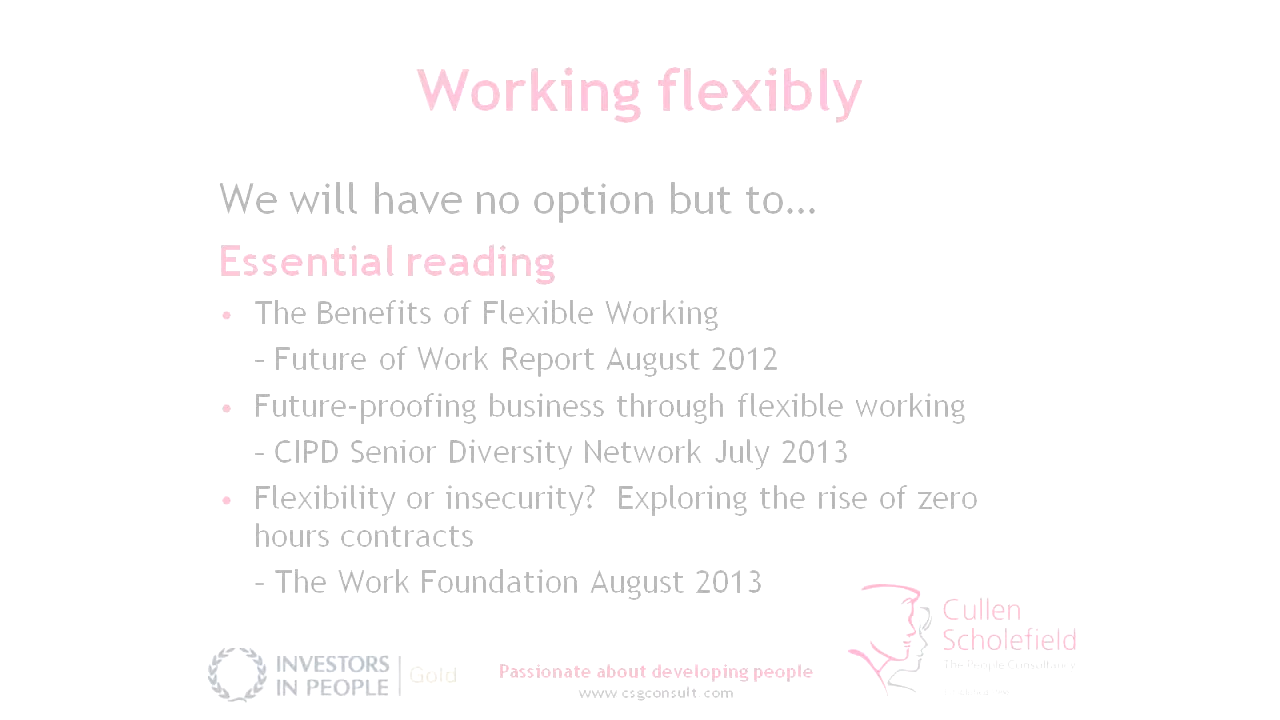 Working flexibly
We will have no option but to...
Essential reading
• The Benefits of Flexible Working
– Future of Work Report August 2012
• Future-proofing business through flexible working
– CIPD Senior Diversity Network July 2013
• Flexibility or insecurity?  Exploring the rise of zero
hours contracts
– The Work Foundation August 2013
Cullen
Scholefield
The People Consultancy
INVESTORS
IN PEOPLE
Gold
Passionate about developing people
www.csgconsult.com